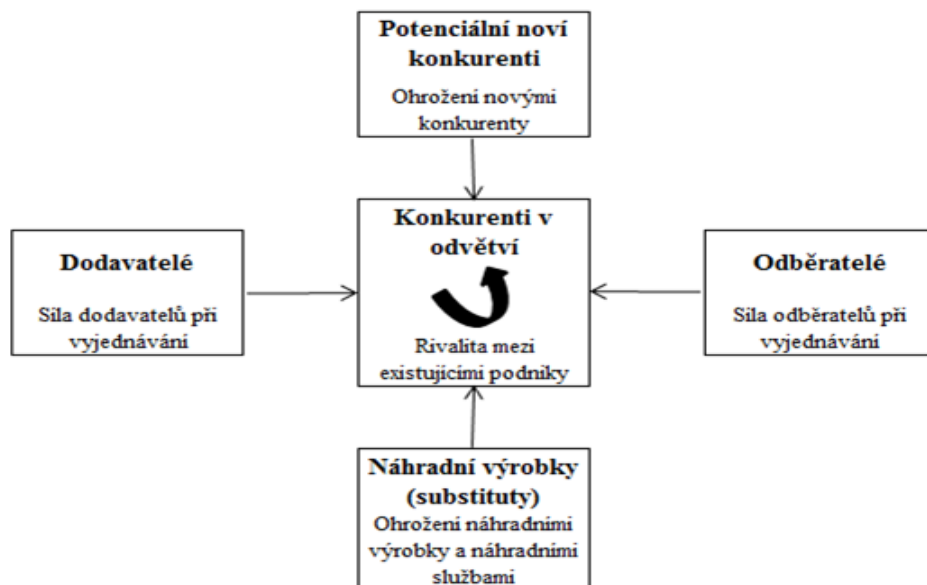 Potenciální noví
konkurenti
Ohrožení novými
konkurenty
Konkurenti v
odvětví
Rivalita mezi
existujícími podniky
Dodavatelé
Síla dodavatelů při
vyjednávání
Odběratelé
Síla odběratelů při
vyjednávání
Náhradní výrobky
(substituty)
Ohrožení náhradními
výrobky a náhradními
službami